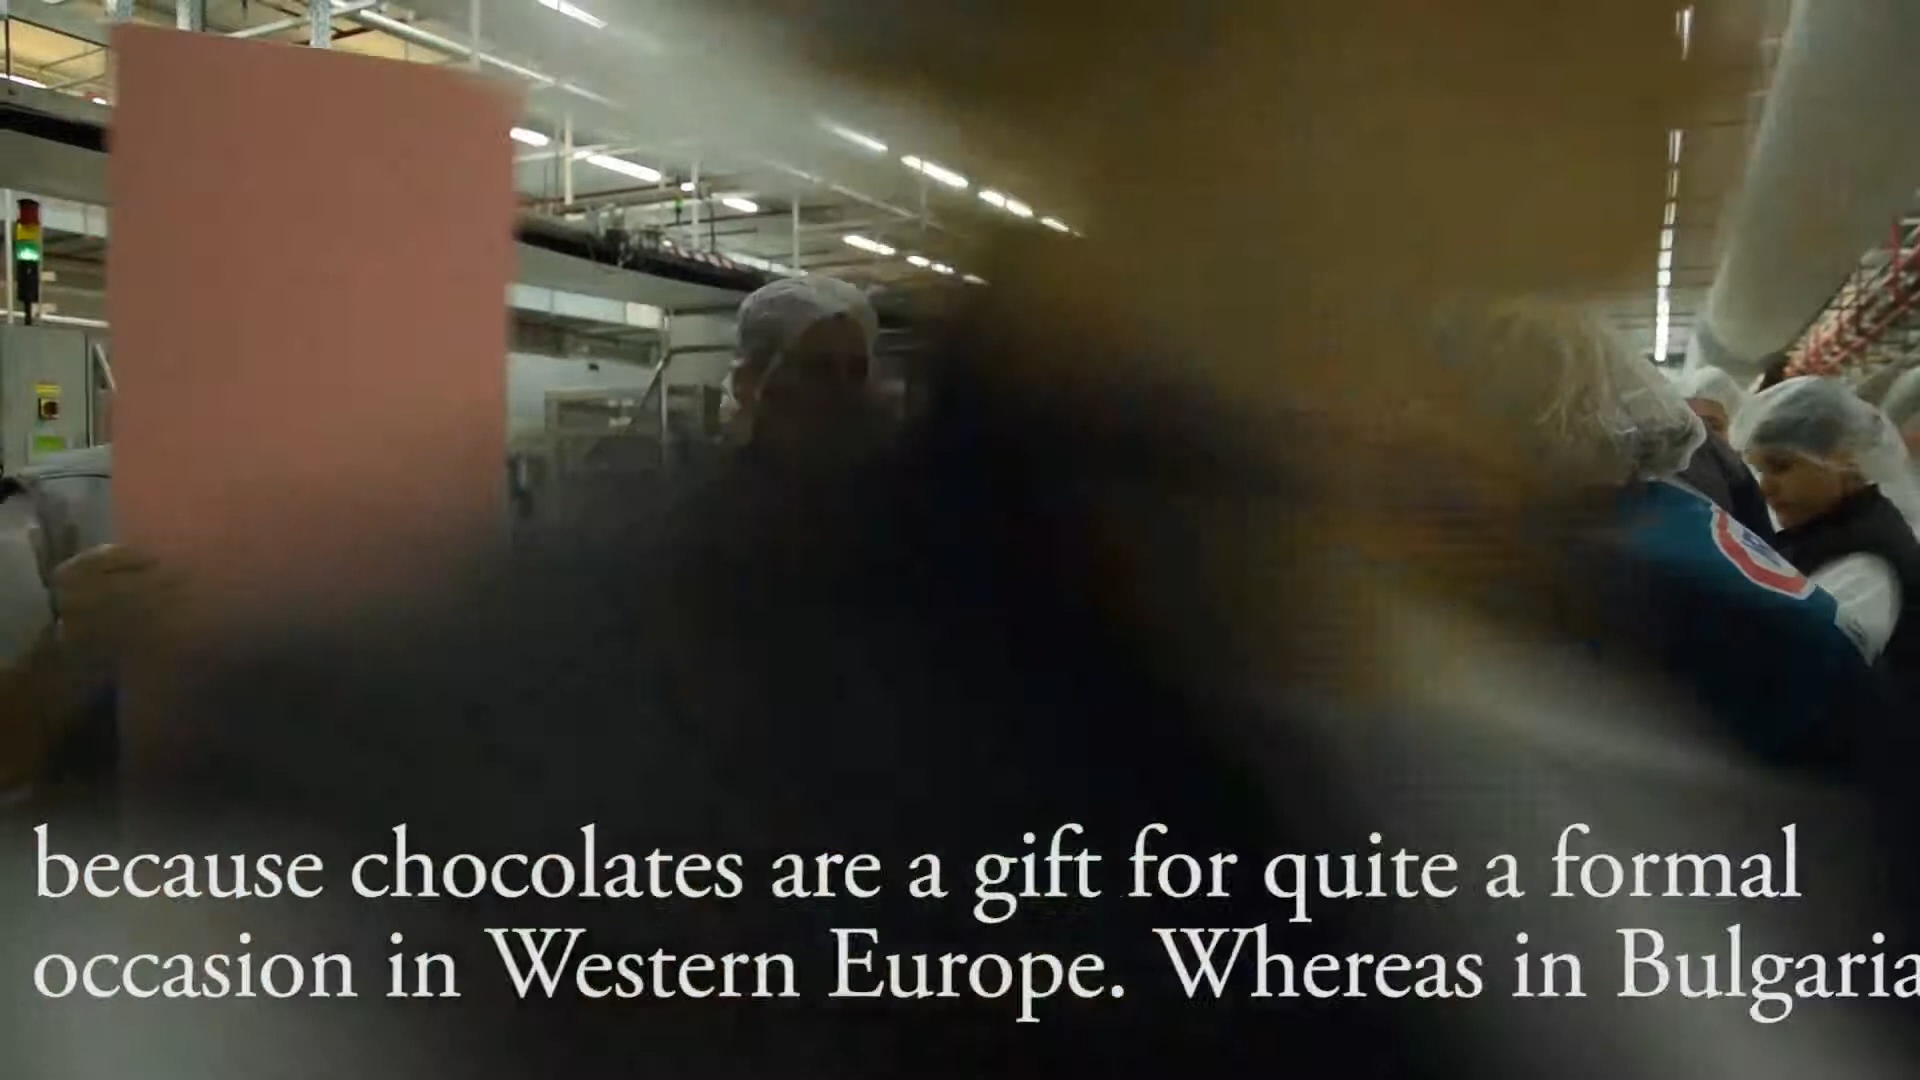 because chocolates are a gift for quite a formal
occasion in Western Europe. Whereas in Bulgaria